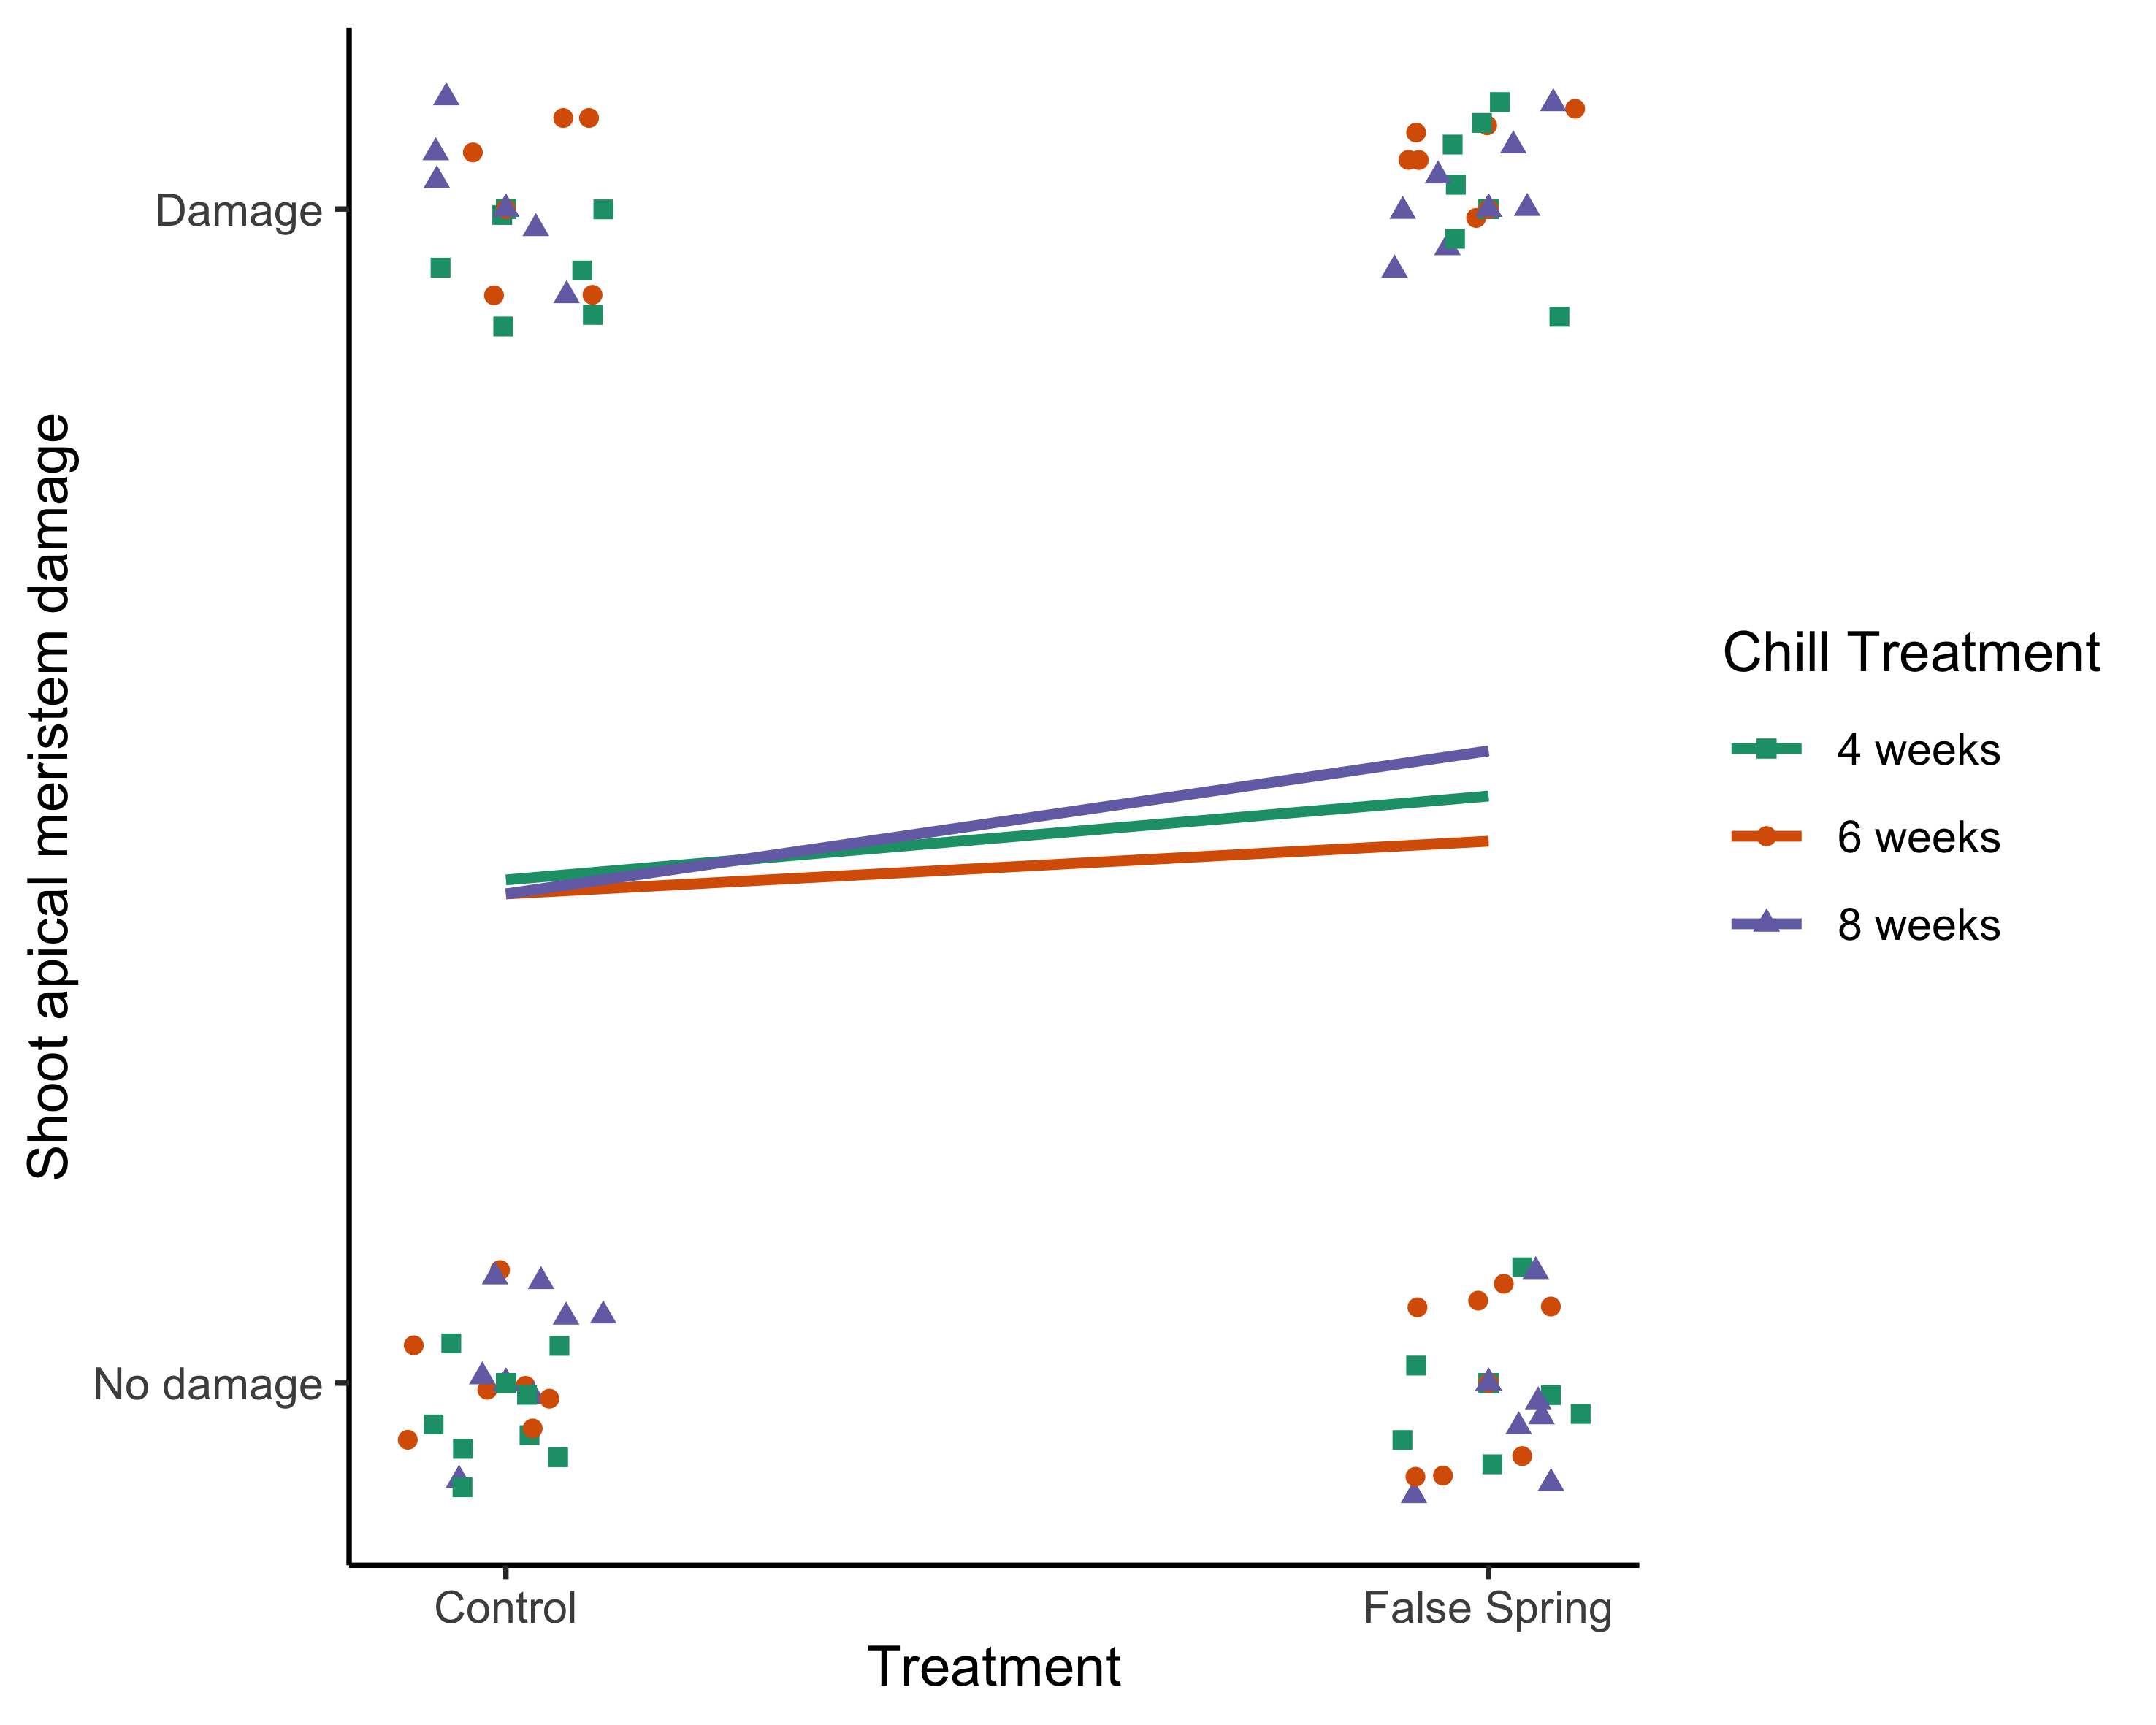 Shoot apical meristem damage
Damage
No damage
Control
False Spring
Treatment
Chill Treatment
4 weeks
6 weeks
8 weeks